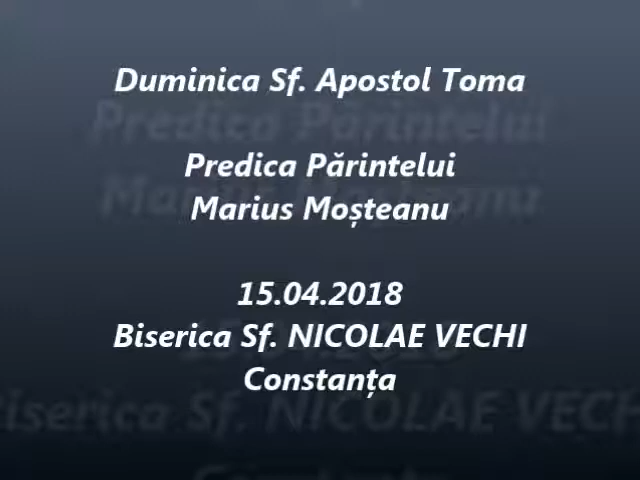 Duminica Sf. Apostol Toma
Predica Părintelui
Marius Moșteanu
15.04.2018
Biserica Sf. NICOLAE VECHI
Constanța